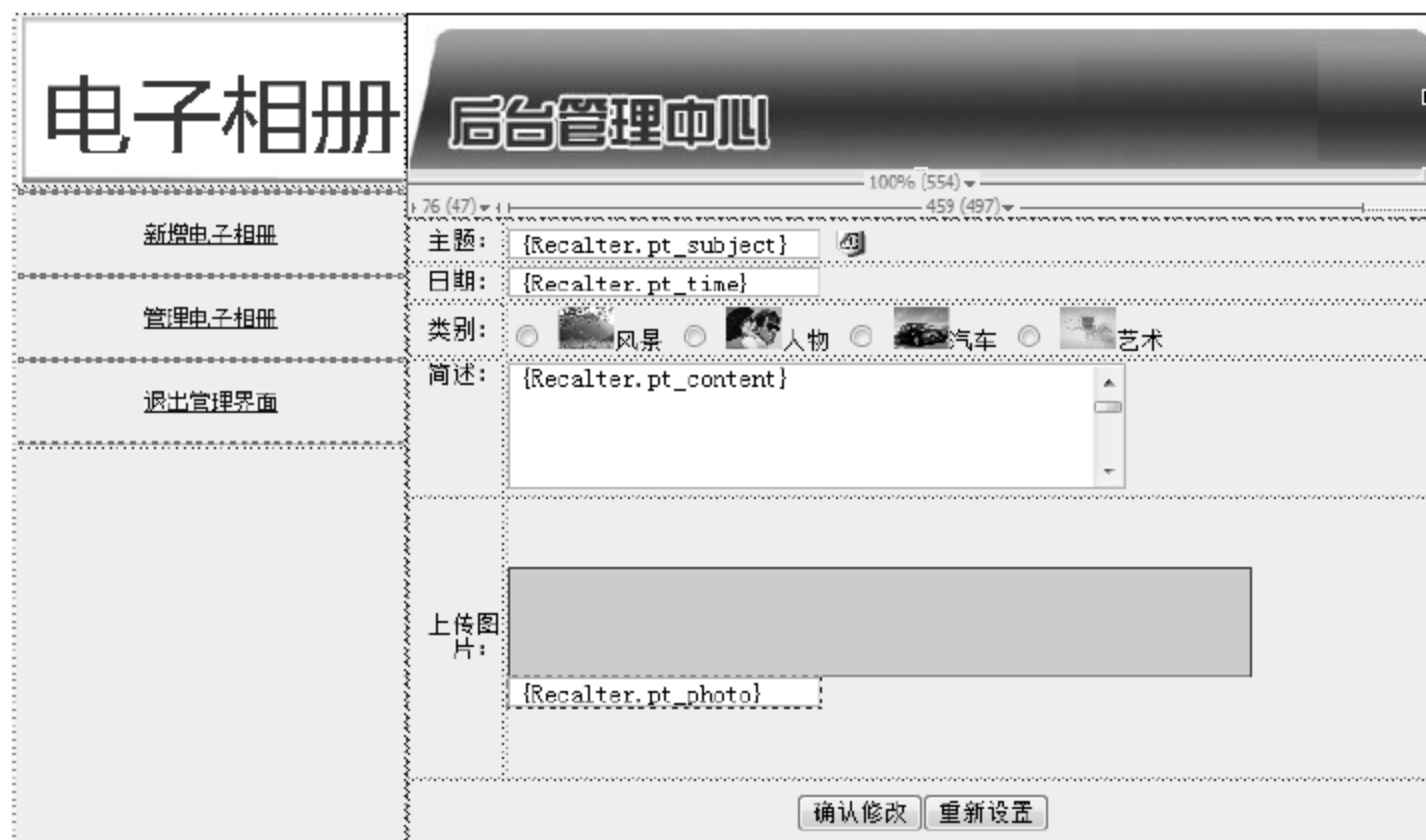 电子相册
后台管理中心
100% (554)
76 (47)
459 (497)
新增电子相册
管理电子相册
退出管理界面
主题: {Recalter.pt_subject}
日期: {Recalter.pt_time}
类别: 风景 人物 汽车 艺术
简述: {Recalter.pt_content}
上传图
片:
{Recalter.pt_photo}
确认修改 重新设置